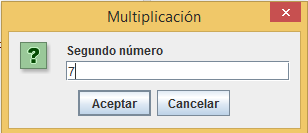 Multiplicación
Segundo número
7
Aceptar Cancelar